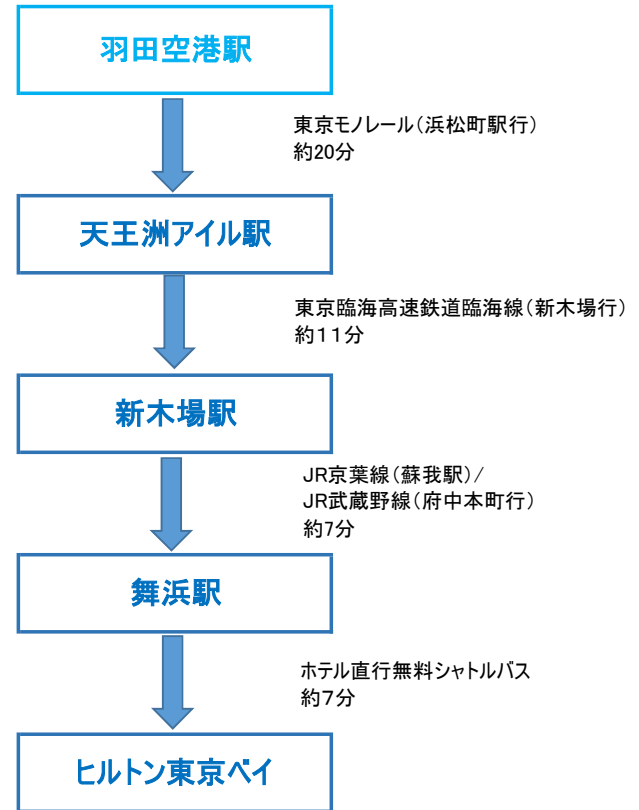 羽田空港駅
東京モノレール(浜松町駅行)
約20分
天王洲アイル駅
東京臨海高速鉄道臨海線(新木場行)
約１１分
新木場駅
JR京葉線(蘇我駅)/
JR武蔵野線(府中本町行)
約7分
舞浜駅
ホテル直行無料シャトルバス
約７分
ヒルトン東京ベイ